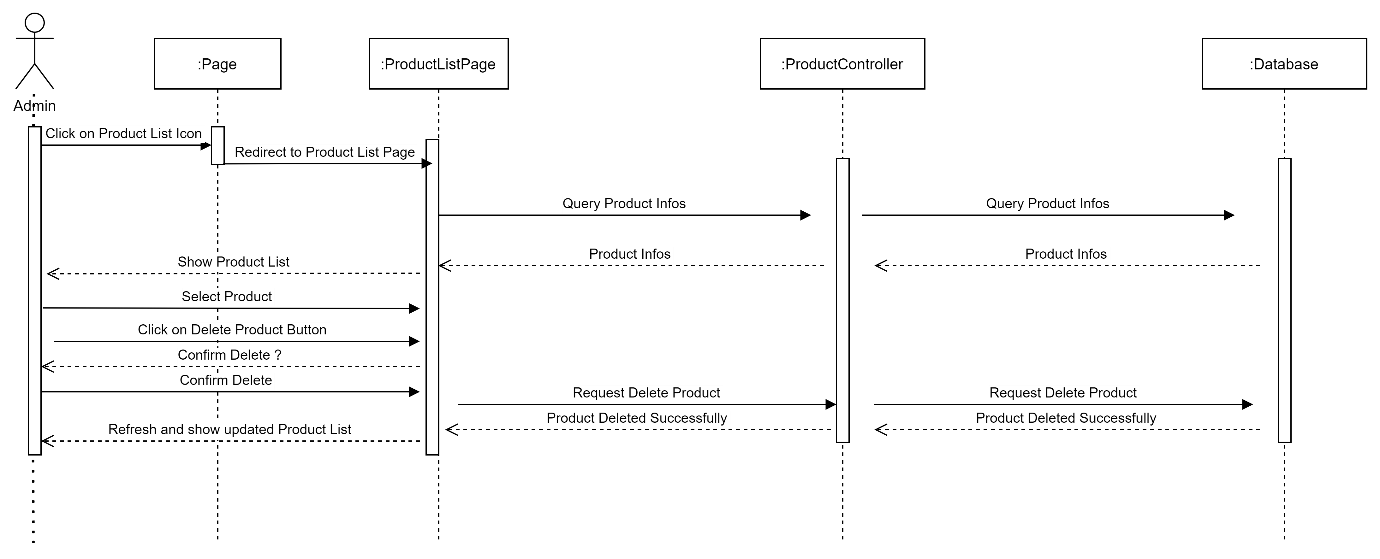 :Page
:ProductListPage
:ProductController
:Database
Admin
Click on Product List Icon
Redirect to Product List Page
Query Product Infos
Query Product Infos
Product Infos
Product Infos
Show Product List
Select Product
Click on Delete Product Button
Confirm Delete ?
Confirm Delete
Request Delete Product
Request Delete Product
Product Deleted Successfully
Product Deleted Successfully
Refresh and show updated Product List